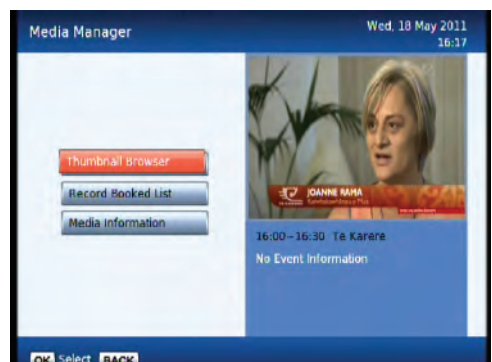 Media Manager
Wed, 18 May 2011
16:17
Thumbnail Browser
Record Booked List
Media Information
JOANNE RAMA
16:00-16:30 Te Karere
No Event Information
OK Select BACK